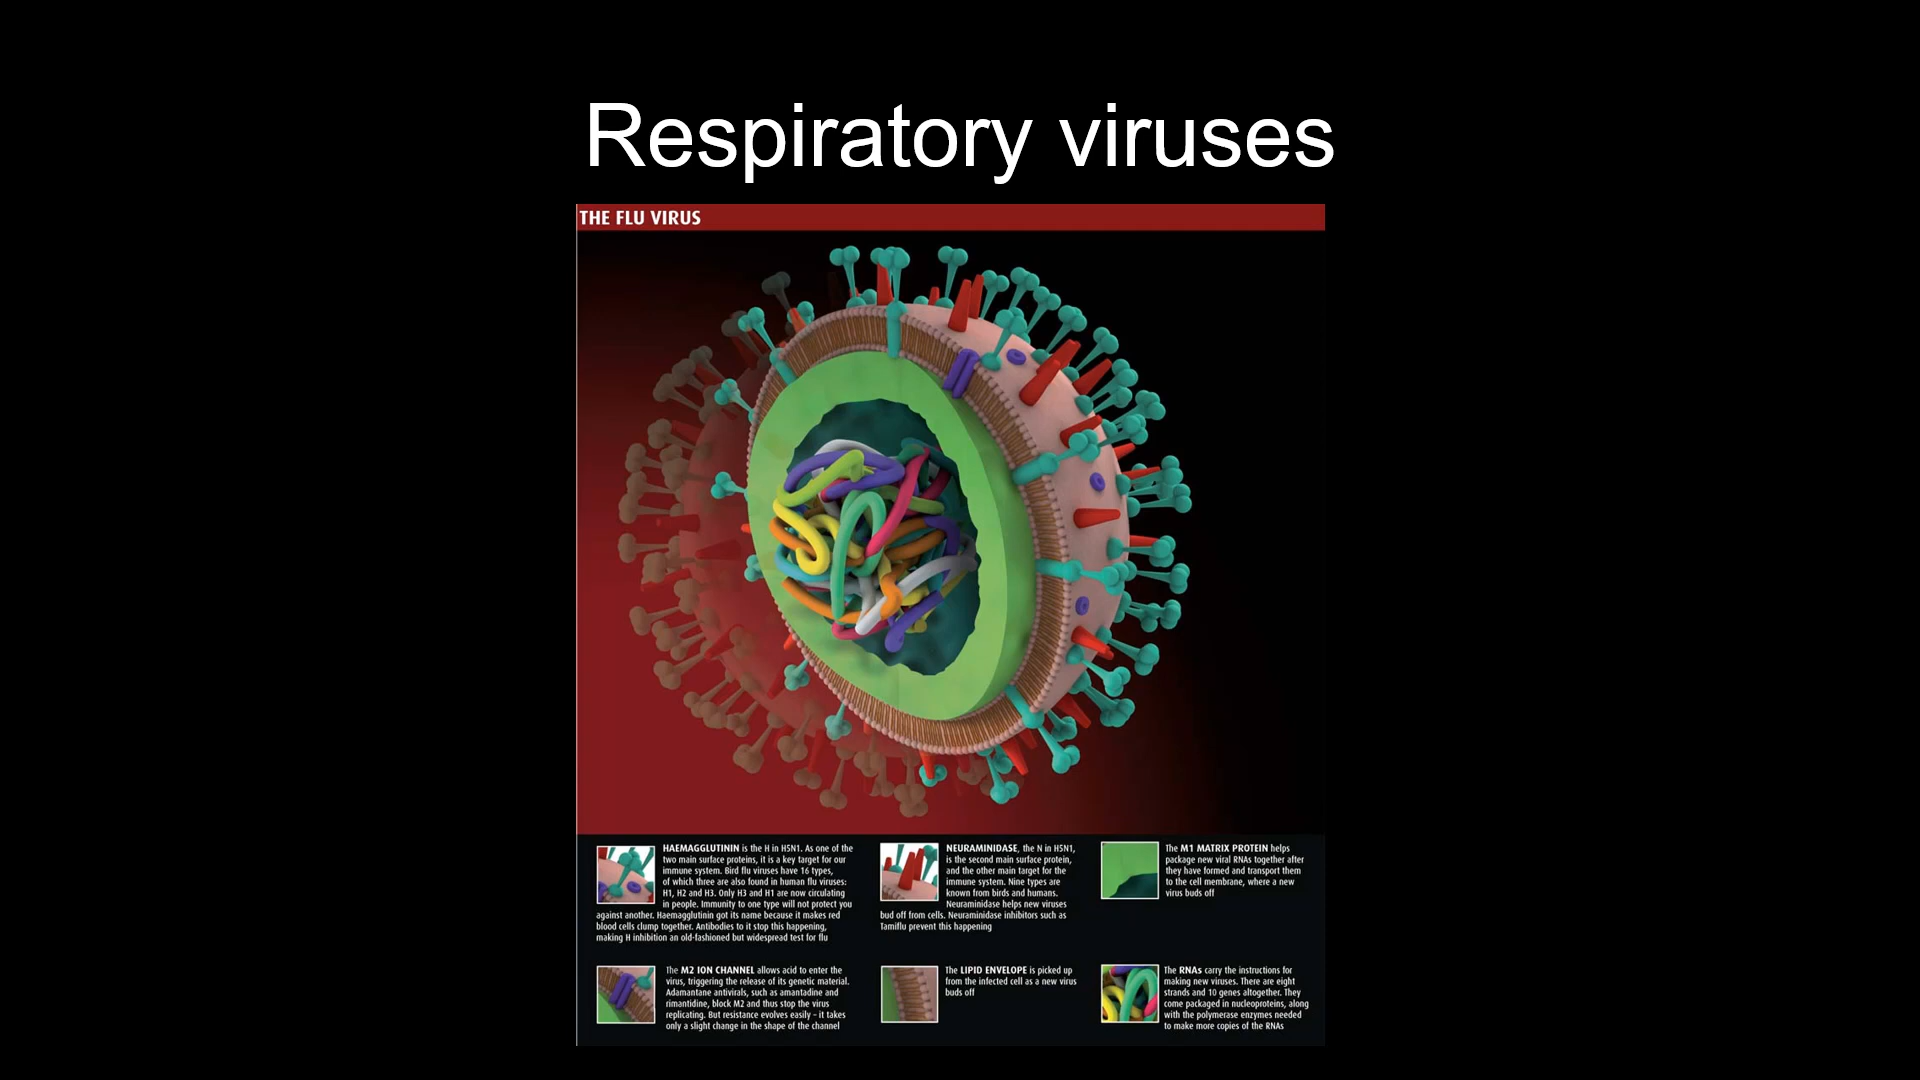 Respiratory viruses
THE FLU VIRUS
HAEMAGGLUTININ is the H in H5N1. As one of the
two main surface proteins, it is a key target for our
immune system. Bird flu viruses have 16 types,
of which three are also found in human flu viruses:
H1, H2 and H3. Only H3 and H1 are now circulating
in people. Immunity to one type will not protect you
against another. Haemagglutinin got its name because it makes red
blood cells clump together. Antibodies to it stop this happening,
making H inhibition an old-fashioned but widespread test for flu
NEURAMINIDASE, the N in H5N1,
is the second main surface protein,
and the other main target for the
immune system. Nine types are
known from birds and humans.
Neuraminidase helps new viruses
bud off from cells. Neuraminidase inhibitors such as
Tamiflu prevent this happening
The M1 MATRIX PROTEIN helps
package new viral RNAs together after
they have formed and transport them
to the cell membrane, where a new
virus buds off
The M2 ION CHANNEL allows acid to enter the
virus, triggering the release of its genetic material.
Adamantane antivirals, such as amantadine and
rimantidine, block M2 and thus stop the virus
replicating. But resistance evolves easily – it takes
only a slight change in the shape of the channel
The LIPID ENVELOPE is picked up
from the infected cell as a new virus
buds off
The RNAs carry the instructions for
making new viruses. There are eight
strands and 10 genes altogether. They
come packaged in nucleoproteins, along
with the polymerase enzymes needed
to make more copies of the RNAs